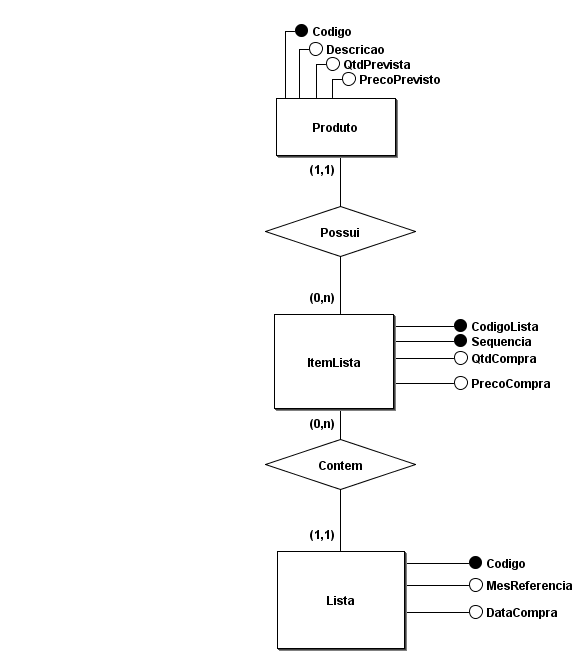 Codigo
Descricao
QtdPrevista
PrecoPrevisto
Produto
(1,1)
Possui
(0,n)
CodigoLista
Sequencia
QtdCompra
ItemLista
PrecoCompra
(0,n)
Contem
(1,1)
Codigo
MesReferencia
Lista
DataCompra